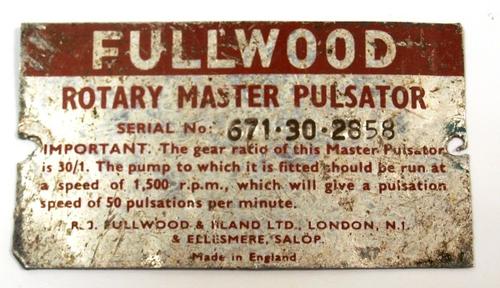 FULLWOOD
ROTARY MASTER PULSATOR
SERIAL No: 671·30·2858
IMPORTANT. The gear ratio of this Master Pulsator
is 30/1. The pump to which it is fitted should be run at
a speed of 1,500 r.p.m., which will give a pulsation
speed of 50 pulsations per minute.
R.J. FULLWOOD & BLAND LTD., LONDON, N.1.
& ELLESMERE, SALOP.
Made in England